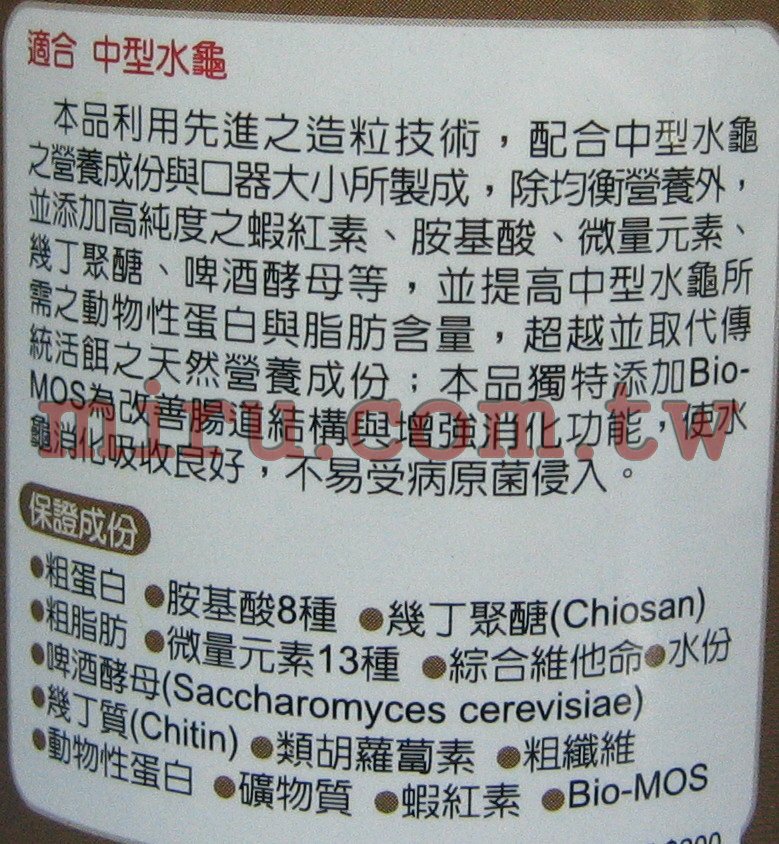 適合 中型水龜
本品利用先進之造粒技術，配合中型水龜
之營養成份與口器大小所製成，除均衡營養外，
並添加高純度之蝦紅素、胺基酸、微量元素、
幾丁聚醣、啤酒酵母等，並提高中型水龜所
需之動物性蛋白與脂肪含量，超越並取代傳
統活餌之天然營養成份；本品獨特添加Bio-
MOS為改善腸道結構與增強消化功能，使水
龜消化吸收良好，不易受病原菌侵入。
miru.com.tw
保證成份
●粗蛋白 ●胺基酸8種 ●幾丁聚醣(Chiosan)
●粗脂肪 ●微量元素13種 ●綜合維他命●水份
●啤酒酵母(Saccharomyces cerevisiae)
●幾丁質(Chitin) ●類胡蘿蔔素 ●粗纖維
●動物性蛋白 ●礦物質 ●蝦紅素 ●Bio-MOS